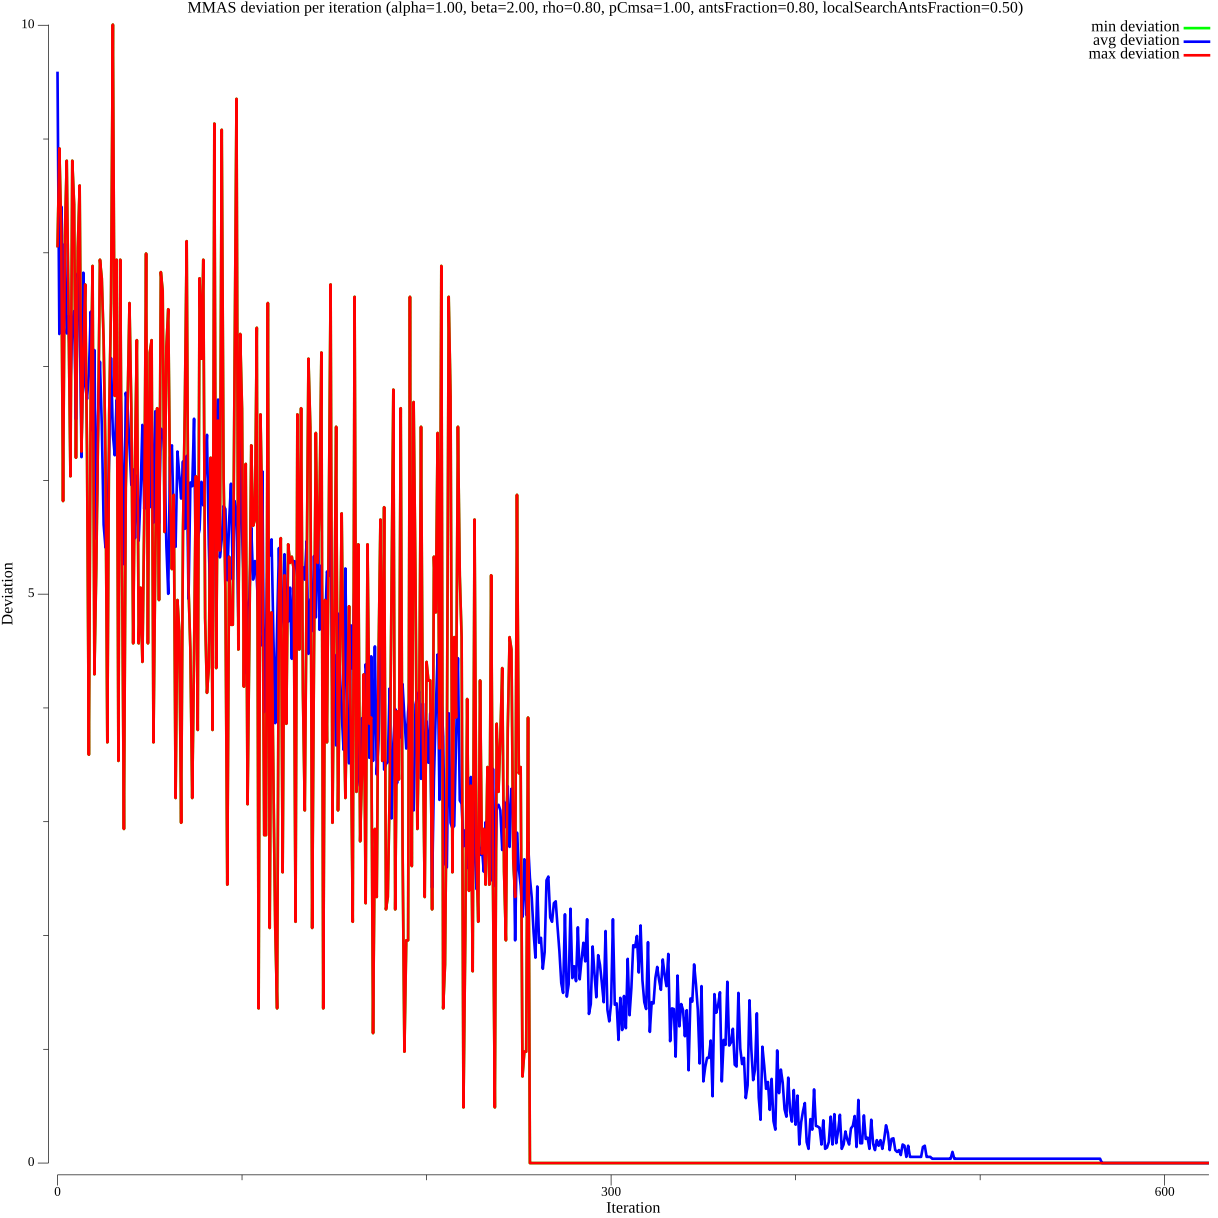 MMAS deviation per iteration (alpha=1.00, beta=2.00, rho=0.80, pCmsa=1.00, antsFraction=0.80, localSearchAntsFraction=0.50)
10
min deviation
avg deviation
max deviation
5
Deviation
0
0
300
600
Iteration